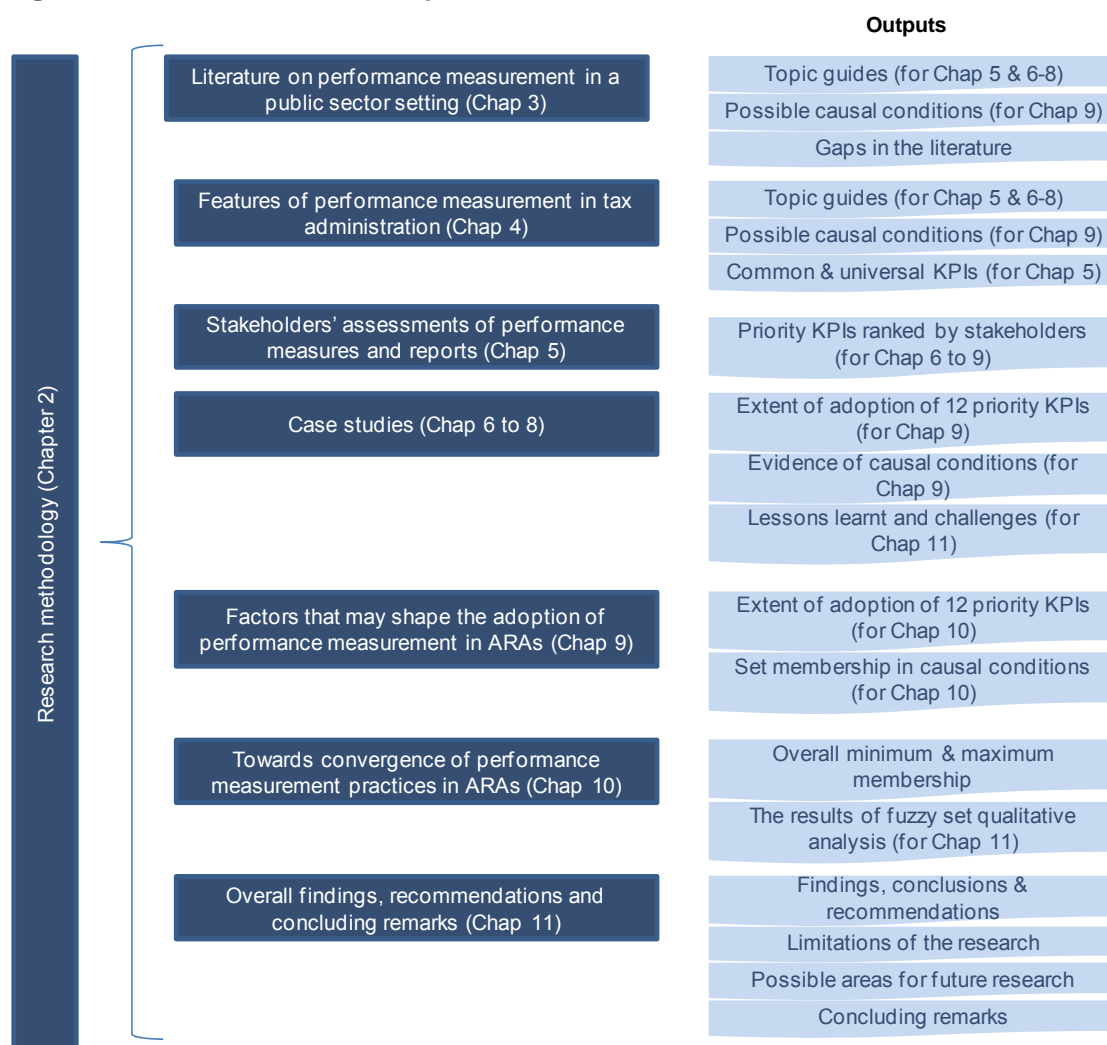 Outputs
Research methodology (Chapter 2)
Literature on performance measurement in a
public sector setting (Chap 3)
Topic guides (for Chap 5 & 6-8)
Possible causal conditions (for Chap 9)
Gaps in the literature
Features of performance measurement in tax
administration (Chap 4)
Topic guides (for Chap 5 & 6-8)
Possible causal conditions (for Chap 9)
Common & universal KPIs (for Chap 5)
Stakeholders' assessments of performance
measures and reports (Chap 5)
Priority KPIs ranked by stakeholders
(for Chap 6 to 9)
Case studies (Chap 6 to 8)
Extent of adoption of 12 priority KPIs
(for Chap 9)
Evidence of causal conditions (for
Chap 9)
Lessons learnt and challenges (for
Chap 11)
Factors that may shape the adoption of
performance measurement in ARAs (Chap 9)
Extent of adoption of 12 priority KPIs
(for Chap 10)
Set membership in causal conditions
(for Chap 10)
Towards convergence of performance
measurement practices in ARAs (Chap 10)
Overall minimum & maximum
membership
The results of fuzzy set qualitative
analysis (for Chap 11)
Overall findings, recommendations and
concluding remarks (Chap 11)
Findings, conclusions &
recommendations
Limitations of the research
Possible areas for future research
Concluding remarks